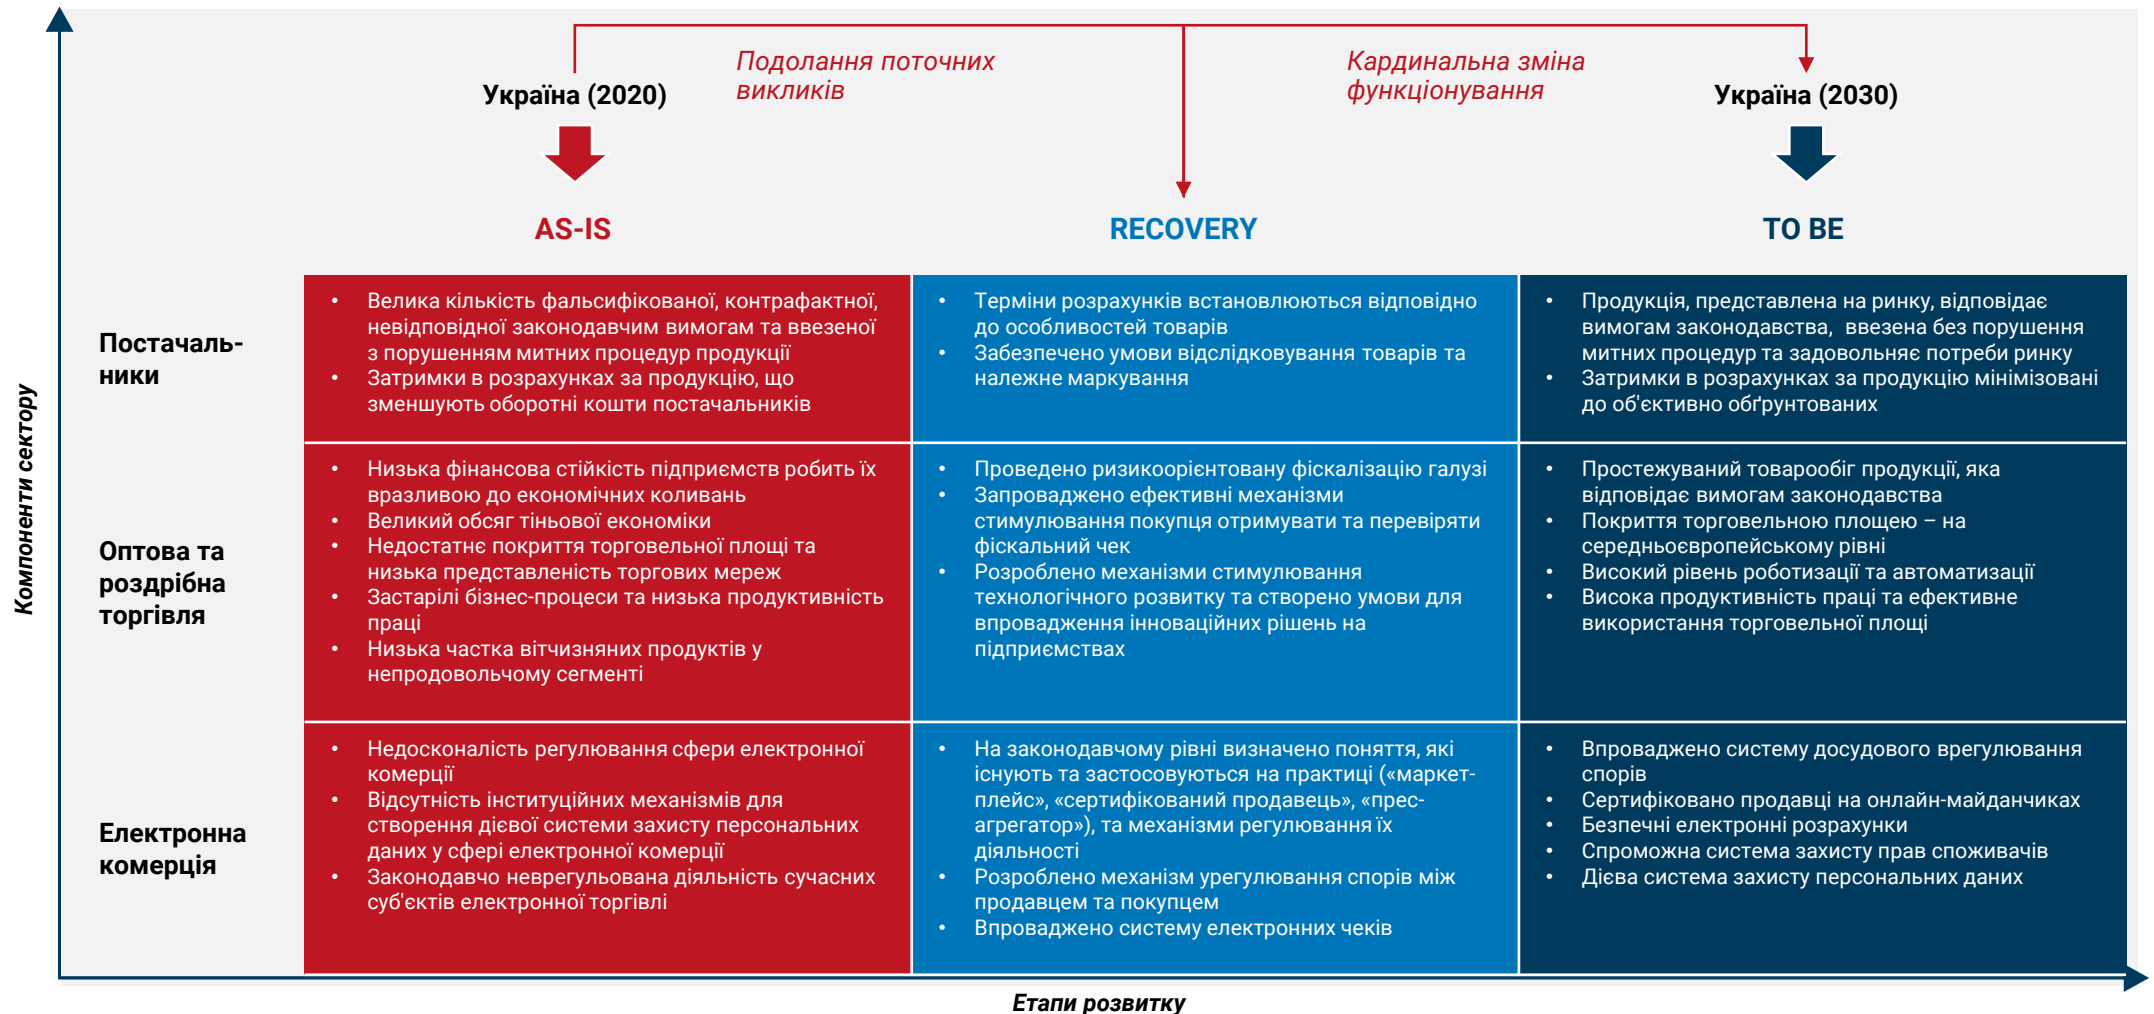 Подолання поточних
викликів
Кардинальна зміна
функціонування
Україна (2020)
Україна (2030)
AS-IS
RECOVERY
TO BE
Компоненти сектору
Постачаль-
ники
• Велика кількість фальсифікованої, контрафактної,
невідповідної законодавчим вимогам та ввезеної
з порушенням митних процедур продукції
• Затримки в розрахунках за продукцію, що
зменшують оборотні кошти постачальників
• Терміни розрахунків встановлюються відповідно
до особливостей товарів
• Забезпечено умови відслідковування товарів та
належне маркування
• Продукція, представлена на ринку, відповідає
вимогам законодавства, ввезена без порушення
митних процедур та задовольняє потреби ринку
• Затримки в розрахунках за продукцію мінімізовані
до об'єктивно обґрунтованих
Оптова та
роздрібна
торгівля
• Низька фінансова стійкість підприємств робить їх
вразливою до економічних коливань
• Великий обсяг тіньової економіки
• Недостатнє покриття торговельної площі та
низька представленість торгових мереж
• Застарілі бізнес-процеси та низька продуктивність
праці
• Низька частка вітчизняних продуктів у
непродовольчому сегменті
• Проведено ризикоорієнтовану фіскалізацію галузі
• Запроваджено ефективні механізми
стимулювання покупця отримувати та перевіряти
фіскальний чек
• Розроблено механізми стимулювання
технологічного розвитку та створено умови для
впровадження інноваційних рішень на
підприємствах
• Простежуваний товарообіг продукції, яка
відповідає вимогам законодавства
• Покриття торговельною площею – на
середньоєвропейському рівні
• Високий рівень роботизації та автоматизації
• Висока продуктивність праці та ефективне
використання торговельної площі
Електронна
комерція
• Недосконалість регулювання сфери електронної
комерції
• Відсутність інституційних механізмів для
створення дієвої системи захисту персональних
даних у сфері електронної комерції
• Законодавчо неврегульована діяльність сучасних
суб'єктів електронної торгівлі
• На законодавчому рівні визначено поняття, які
існують та застосовуються на практиці («маркет-
плейс», «сертифікований продавець», «прес-
агрегатор»), та механізми регулювання їх
діяльності
• Розроблено механізм урегулювання спорів між
продавцем та покупцем
• Впроваджено систему електронних чеків
• Впроваджено систему досудового врегулювання
спорів
• Сертифіковано продавці на онлайн-майданчиках
• Безпечні електронні розрахунки
• Спроможна система захисту прав споживачів
• Дієва система захисту персональних даних
Етапи розвитку